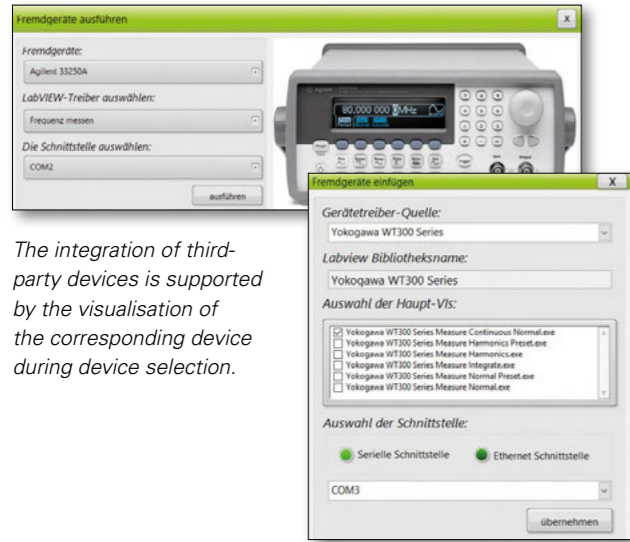 Fremdgeräte ausführen
X
Fremdgeräte:
Agilent 33250A
LabVIEW-Treiber auswählen:
Frequenz messen
Die Schnittstelle auswählen:
COM2
ausführen
Agilent
80.000 000 0MHz
The integration of third-
party devices is supported
by the visualisation of
the corresponding device
during device selection.
Fremdgeräte einfügen
X
Gerätetreiber-Quelle:
Yokogawa WT300 Series
Labview Bibliotheksname:
Yokogawa WT300 Series
Auswahl der Haupt-VIs:
Yokogawa WT300 Series Measure Continuous Normal.exe
Yokogawa WT300 Series Measure Harmonics Preset.exe
Yokogawa WT300 Series Measure Harmonics.exe
Yokogawa WT300 Series Measure Integrate.exe
Yokogawa WT300 Series Measure Normal Preset.exe
Yokogawa WT300 Series Measure Normal.exe
Auswahl der Schnittstelle:
Serielle Schnittstelle Ethernet Schnittstelle
COM3
übernehmen